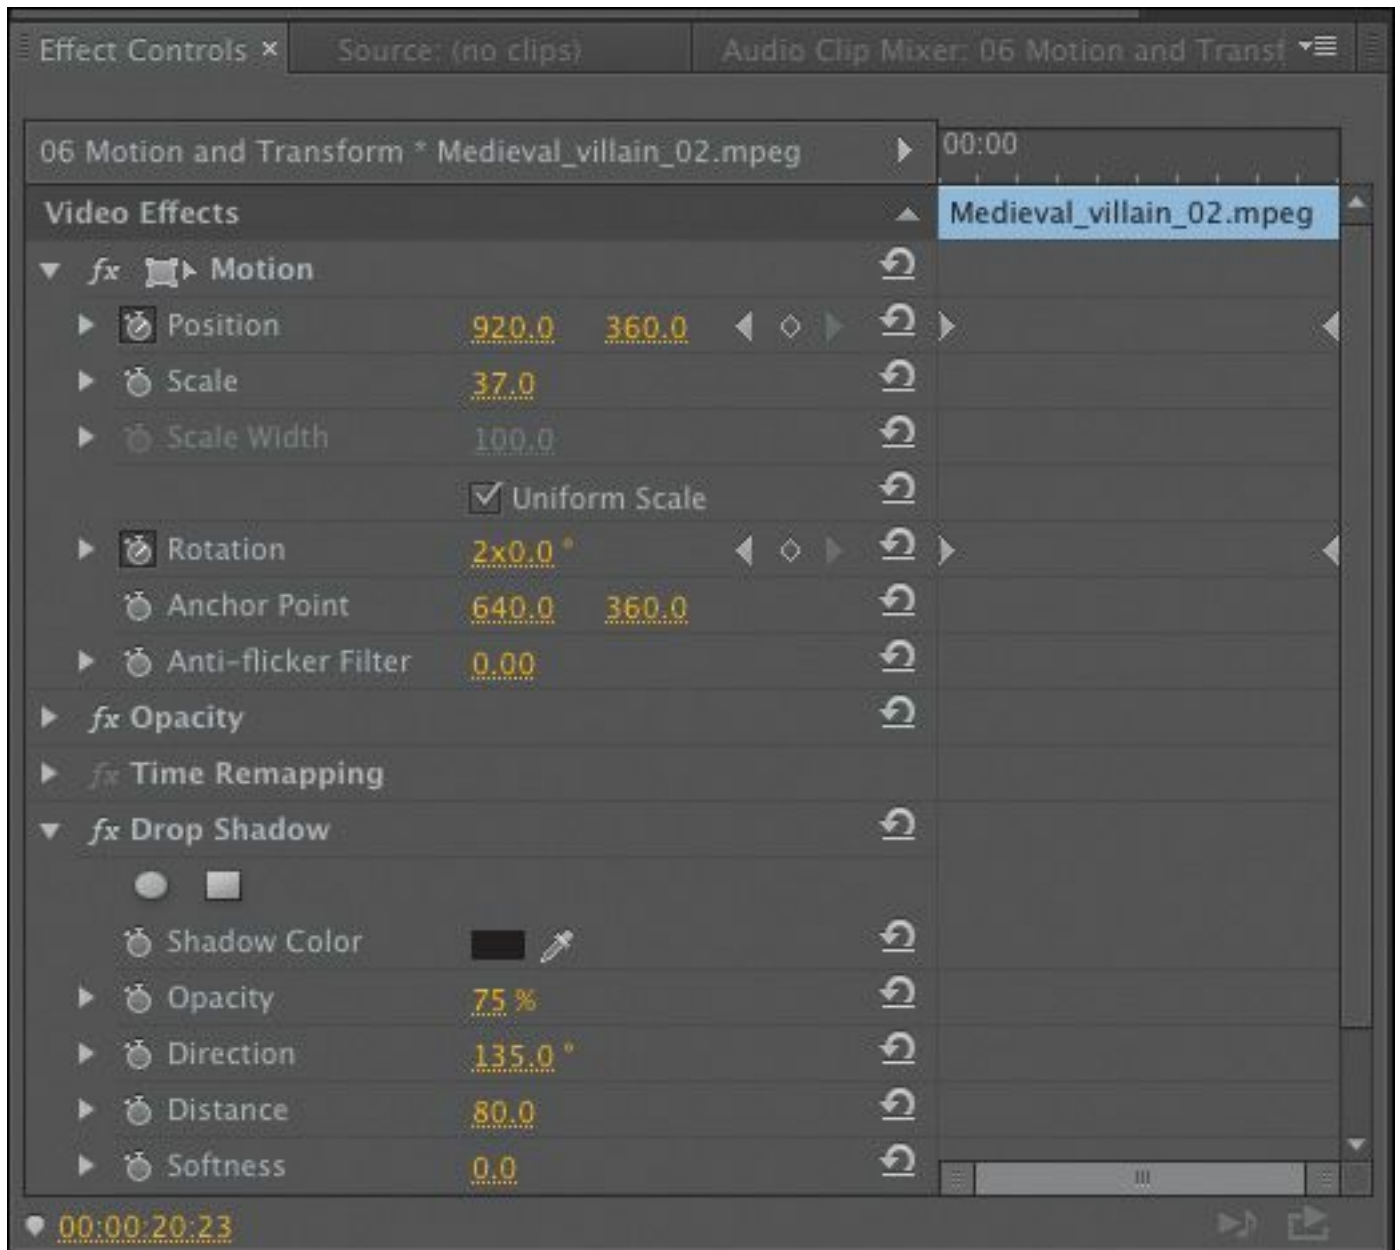 Effect Controls × Source: (no clips) Audio Clip Mixer: 06 Motion and Transf
06 Motion and Transform * Medieval_villain_02.mpeg 00:00
Video Effects Medieval_villain_02.mpeg
fx Motion
Position 920.0 360.0
Scale 37.0
Scale Width 100.0
Uniform Scale
Rotation 2x0.0 °
Anchor Point 640.0 360.0
Anti-flicker Filter 0.00
fx Opacity
fx Time Remapping
fx Drop Shadow
Shadow Color
Opacity 75 %
Direction 135.0 °
Distance 80.0
Softness 0.0
00:00:20:23